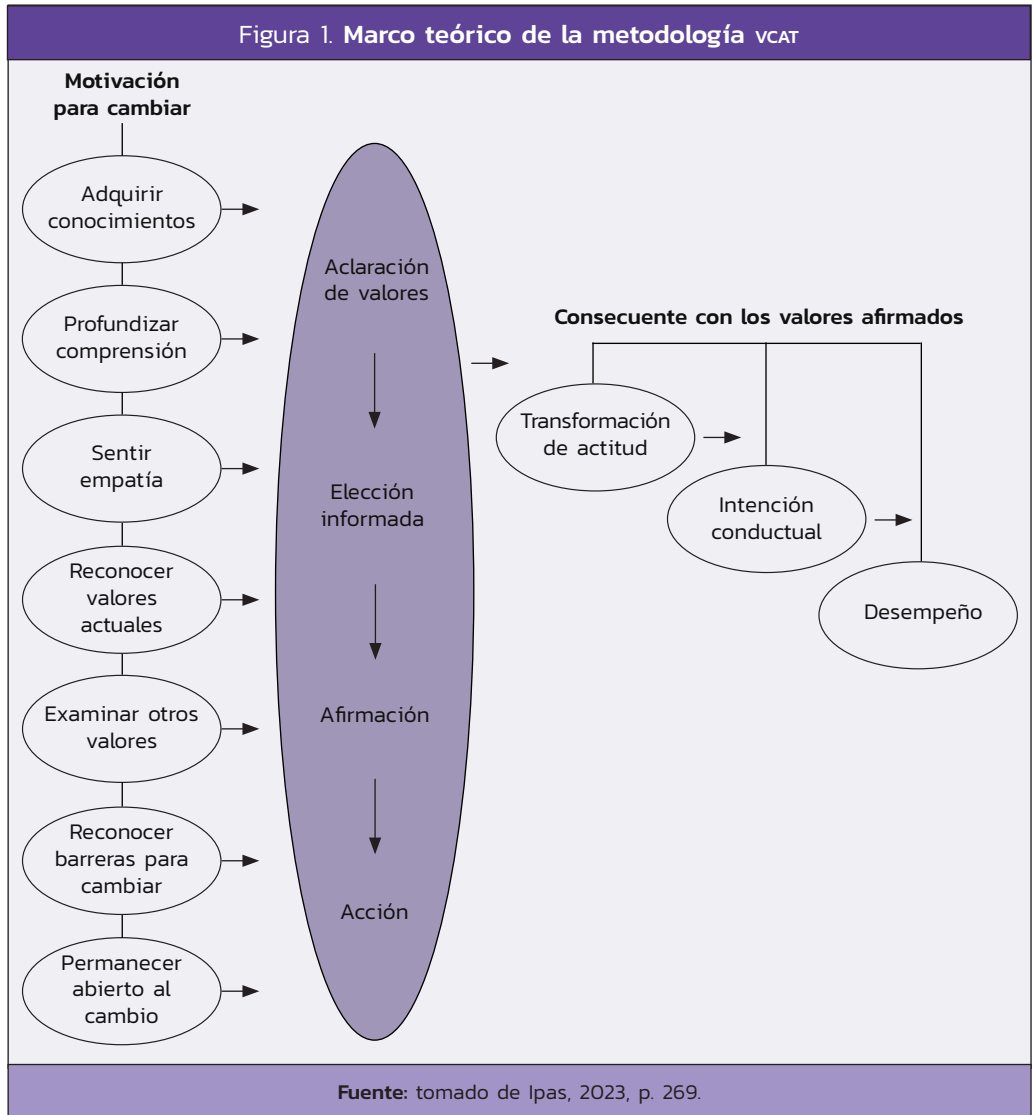 Figura 1. Marco teórico de la metodología VCAT
Motivación
para cambiar
Adquirir
conocimientos
Profundizar
comprensión
Sentir
empatía
Reconocer
valores
actuales
Examinar otros
valores
Reconocer
barreras para
cambiar
Permanecer
abierto al
cambio
Aclaración
de valores
Elección
informada
Afirmación
Acción
Consecuente con los valores afirmados
Transformación
de actitud
Intención
conductual
Desempeño
Fuente: tomado de Ipas, 2023, p. 269.